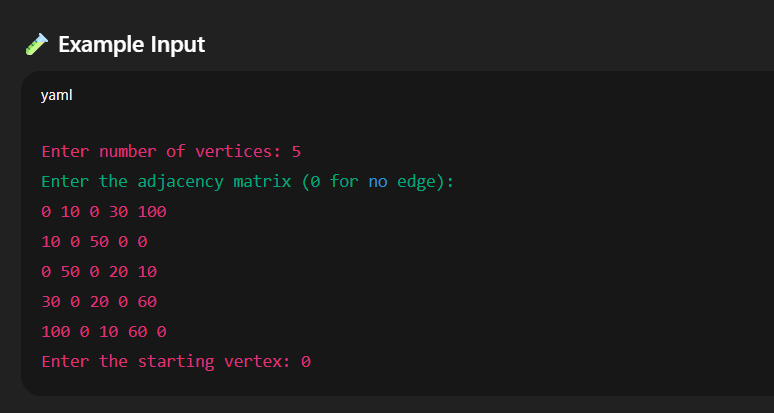 Example Input
yaml
Enter number of vertices: 5
Enter the adjacency matrix (0 for no edge):
0 10 0 30 100
10 0 50 0 0
0 50 0 20 10
30 0 20 0 60
100 0 10 60 0
Enter the starting vertex: 0